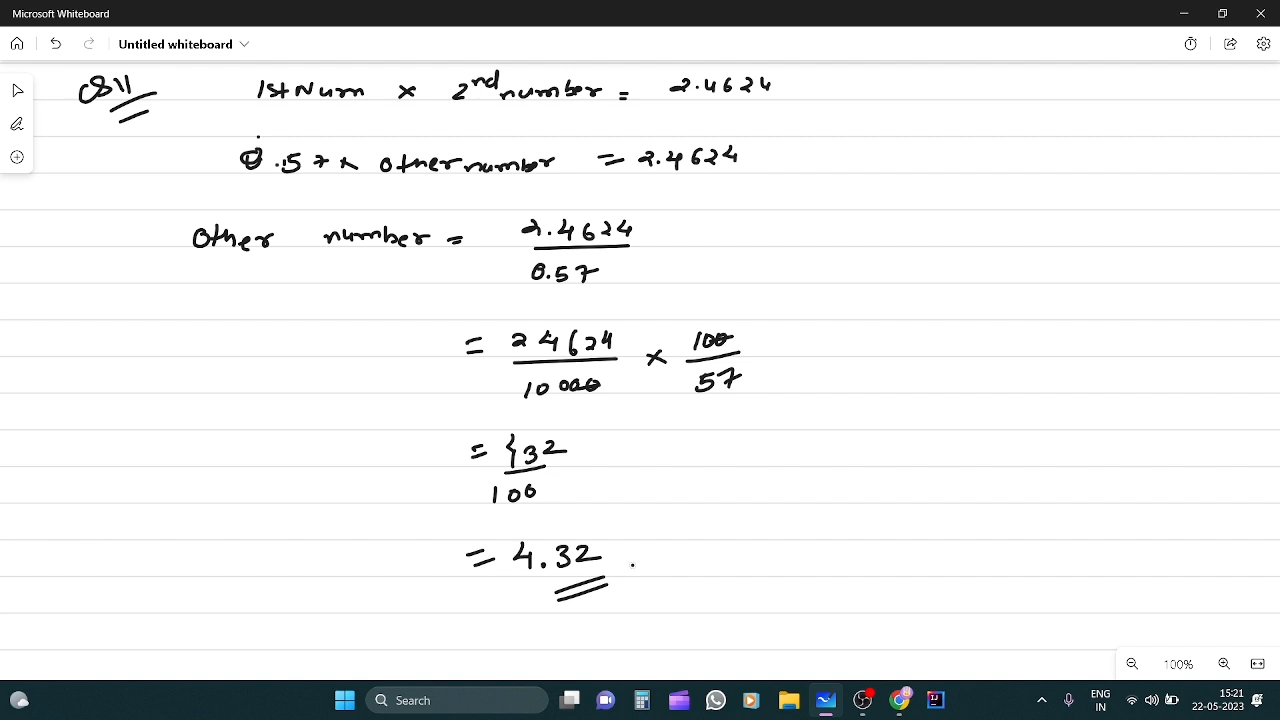 Microsoft Whiteboard
Untitled whiteboard
1st Num × 2nd number = 2.4624
0.57 × other number = 2.4624
Other number = 2.4624
0.57
= 24624 × 100
10000 57
= 432
100
= 4.32
100%
Search
ENG
IN
15:21
22-05-2023